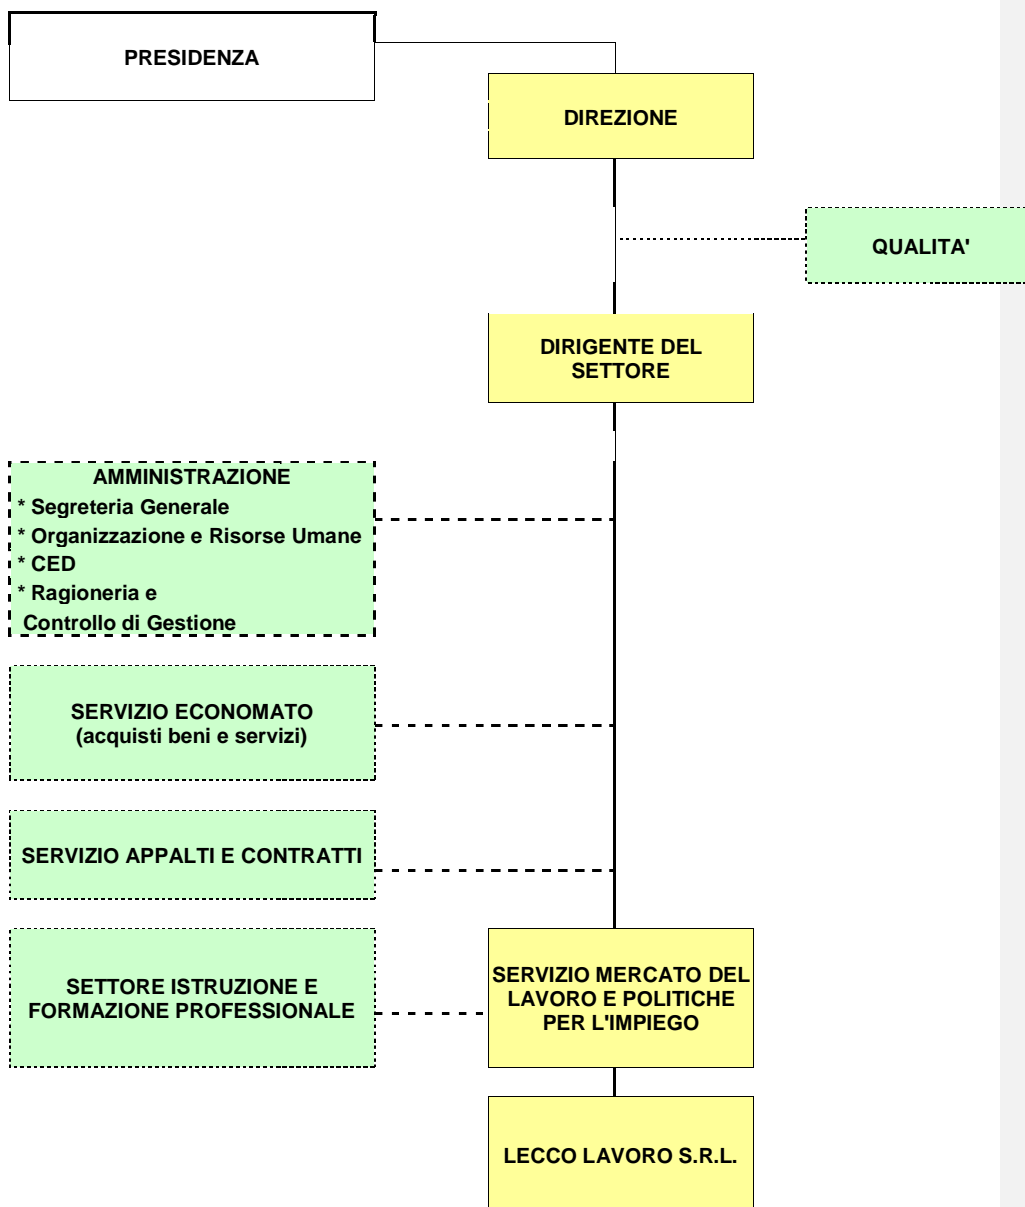 PRESIDENZA
DIREZIONE
QUALITA'
DIRIGENTE DEL
SETTORE
AMMINISTRAZIONE
* Segreteria Generale
* Organizzazione e Risorse Umane
* CED
* Ragioneria e
Controllo di Gestione
SERVIZIO ECONOMATO
(acquisti beni e servizi)
SERVIZIO APPALTI E CONTRATTI
SETTORE ISTRUZIONE E
FORMAZIONE PROFESSIONALE
SERVIZIO MERCATO DEL
LAVORO E POLITICHE
PER L'IMPIEGO
LECCO LAVORO S.R.L.